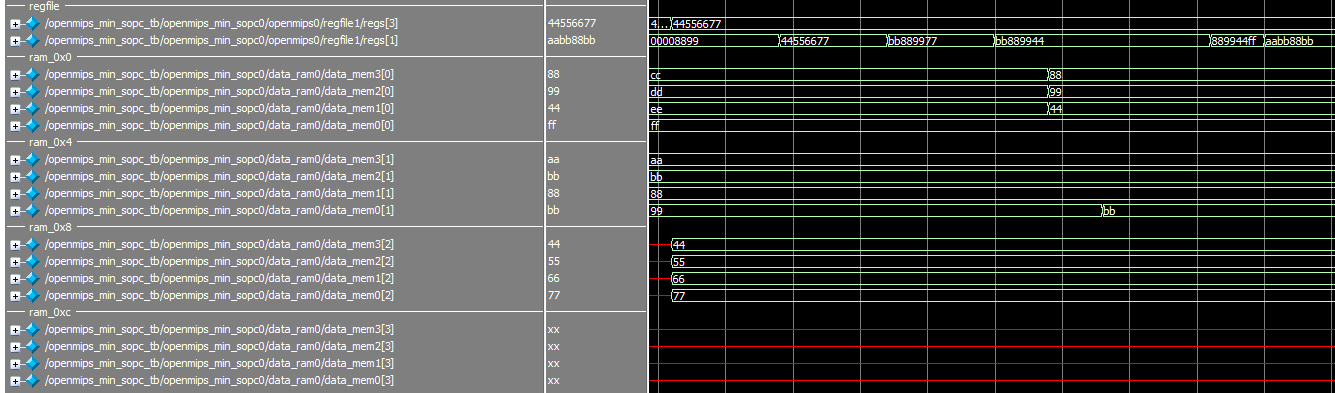 regfile
/openmips_min_sopc_tb/openmips_min_sopc0/openmips0/regfile1/regs[3] 44556677 4... 44556677
/openmips_min_sopc_tb/openmips_min_sopc0/openmips0/regfile1/regs[1] aabb88bb 00008899 44556677 bb889977 bb889944 889944ff aabb88bb
ram_0x0
/openmips_min_sopc_tb/openmips_min_sopc0/data_ram0/data_mem3[0] 88 cc 88
/openmips_min_sopc_tb/openmips_min_sopc0/data_ram0/data_mem2[0] 99 dd 99
/openmips_min_sopc_tb/openmips_min_sopc0/data_ram0/data_mem1[0] 44 ee 44
/openmips_min_sopc_tb/openmips_min_sopc0/data_ram0/data_mem0[0] ff ff
ram_0x4
/openmips_min_sopc_tb/openmips_min_sopc0/data_ram0/data_mem3[1] aa aa
/openmips_min_sopc_tb/openmips_min_sopc0/data_ram0/data_mem2[1] bb bb
/openmips_min_sopc_tb/openmips_min_sopc0/data_ram0/data_mem1[1] 88 88
/openmips_min_sopc_tb/openmips_min_sopc0/data_ram0/data_mem0[1] bb 99 bb
ram_0x8
/openmips_min_sopc_tb/openmips_min_sopc0/data_ram0/data_mem3[2] 44 44
/openmips_min_sopc_tb/openmips_min_sopc0/data_ram0/data_mem2[2] 55 55
/openmips_min_sopc_tb/openmips_min_sopc0/data_ram0/data_mem1[2] 66 66
/openmips_min_sopc_tb/openmips_min_sopc0/data_ram0/data_mem0[2] 77 77
ram_0xc
/openmips_min_sopc_tb/openmips_min_sopc0/data_ram0/data_mem3[3] xx
/openmips_min_sopc_tb/openmips_min_sopc0/data_ram0/data_mem2[3] xx
/openmips_min_sopc_tb/openmips_min_sopc0/data_ram0/data_mem1[3] xx
/openmips_min_sopc_tb/openmips_min_sopc0/data_ram0/data_mem0[3] xx